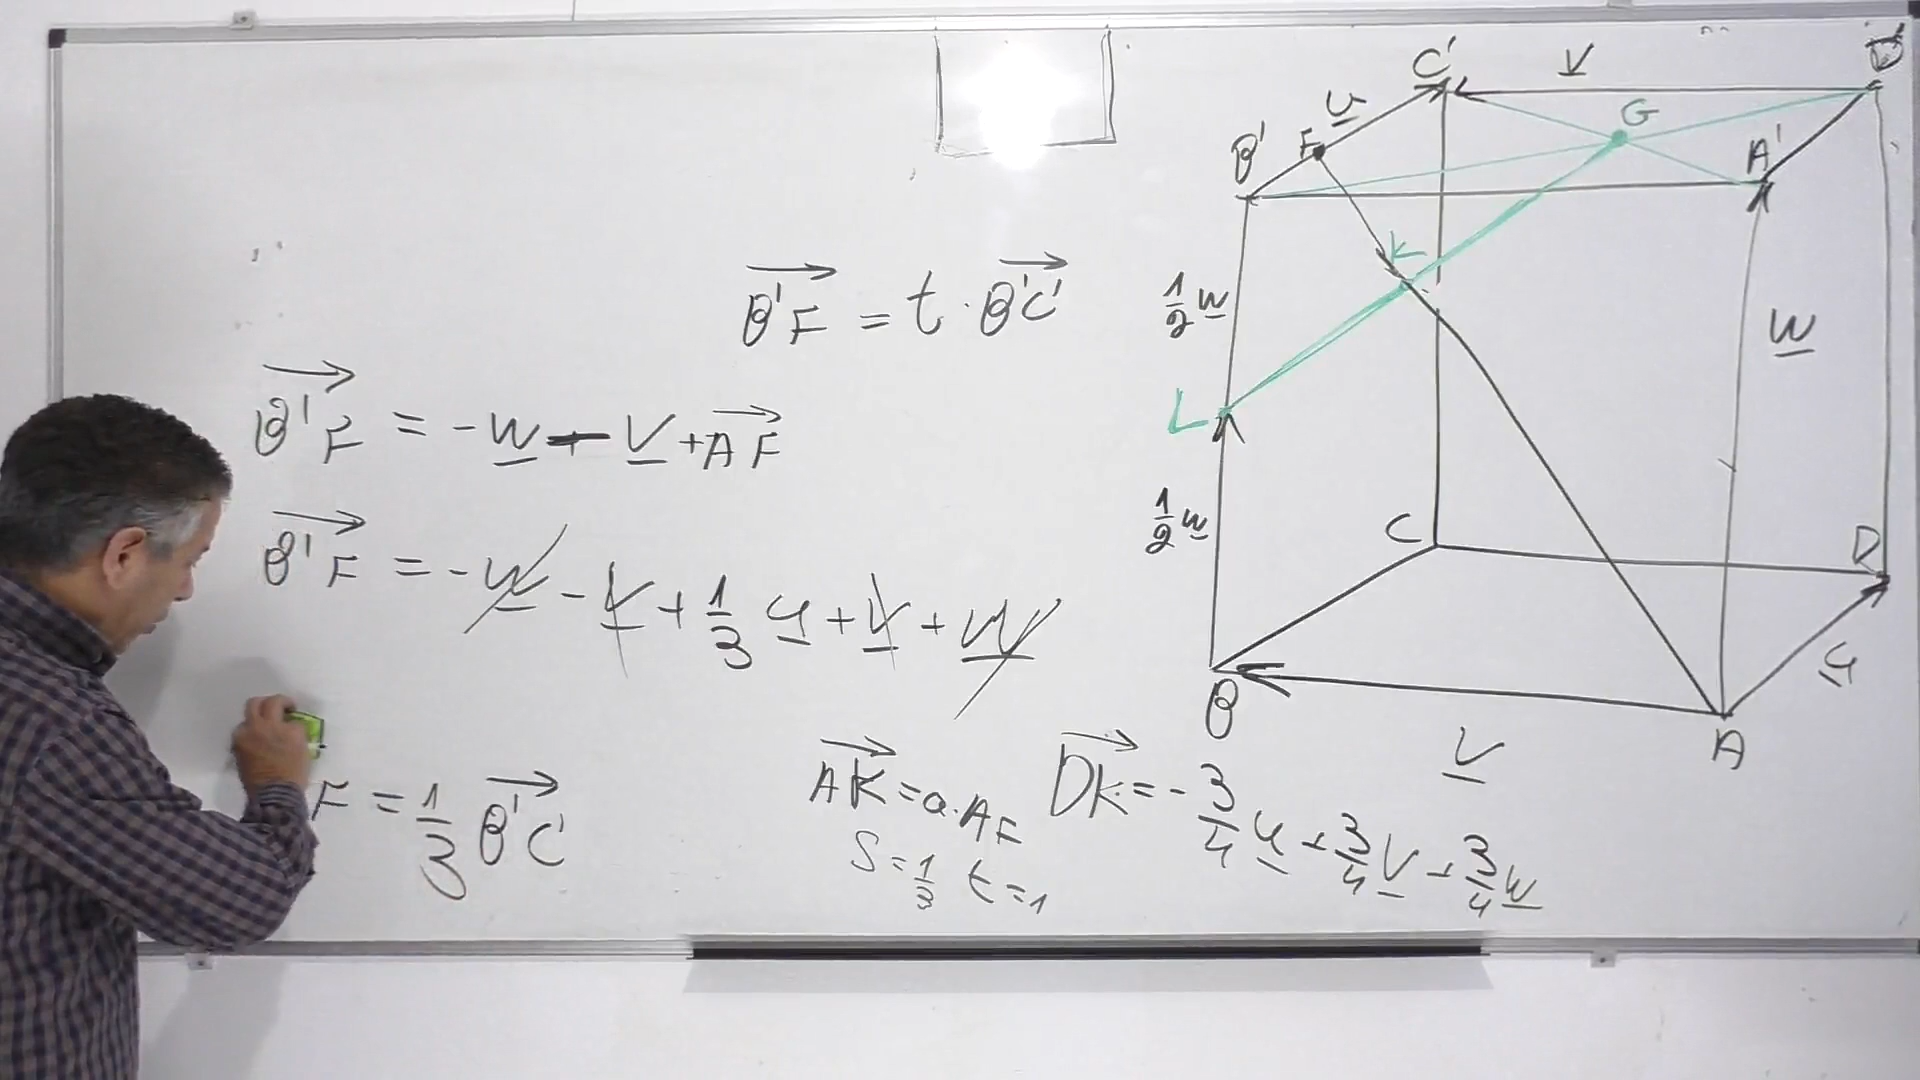 B'F = t · B'C'
B'F = -w - v + AF
B'F = -w - v + 1/3 u + v + w
F = 1/3 B'C'
AK = a · AF
S = 1/3 t = 1
DK = -3/4 u + 3/4 v + 3/4 w
C'
v
D'
u
G
B'
F
A'
K
1/2 w
w
L
1/2 w
C
D
u
B
v
A